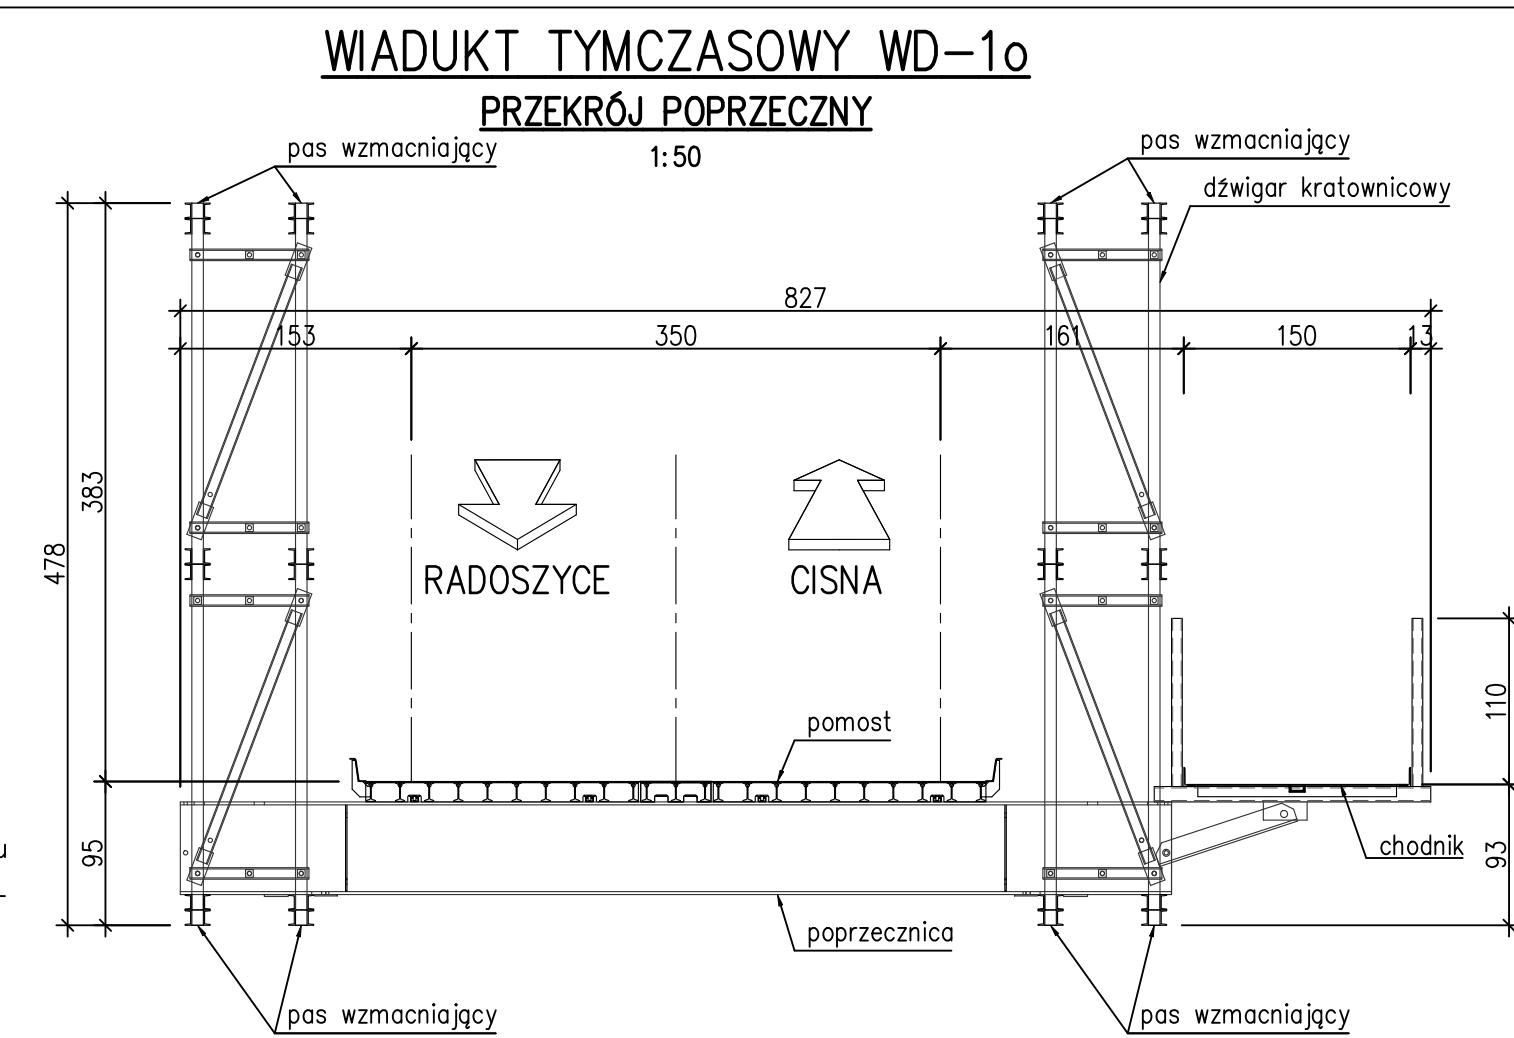 WIADUKT TYMCZASOWY WD-1o
PRZEKRÓJ POPRZECZNY
1:50
pas wzmacniający
pas wzmacniający
dźwigar kratownicowy
827
153
350
161
150
13
383
478
RADOSZYCE
CISNA
110
pomost
95
u
chodnik
93
poprzecznica
pas wzmacniający
pas wzmacniający